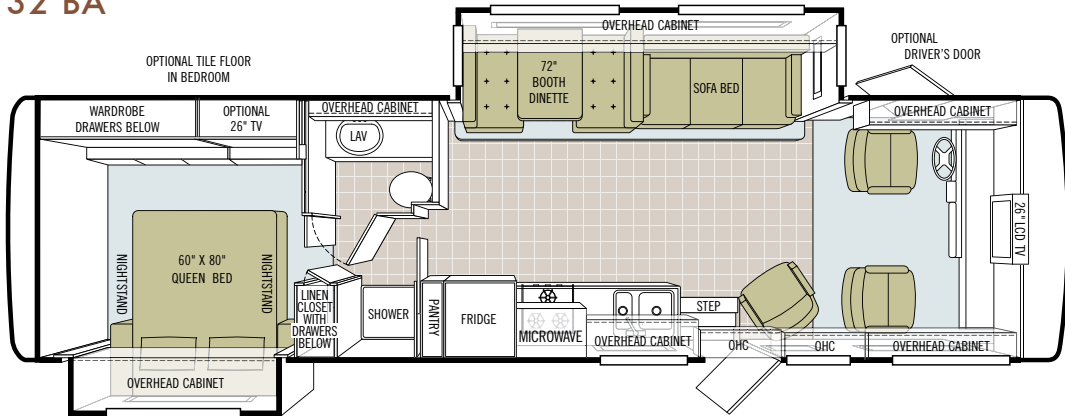 32 BA
OPTIONAL TILE FLOOR
IN BEDROOM
OVERHEAD CABINET
OPTIONAL
DRIVER'S DOOR
WARDROBE
DRAWERS BELOW
OPTIONAL
26" TV
OVERHEAD CABINET
LAV
72"
BOOTH
DINETTE
SOFA BED
OVERHEAD CABINET
26" LCD TV
NIGHTSTAND
60" X 80"
QUEEN BED
NIGHTSTAND
LINEN
CLOSET
WITH
DRAWERS
BELOW
SHOWER
PANTRY
FRIDGE
MICROWAVE
OVERHEAD CABINET
STEP
OHC
OHC
OVERHEAD CABINET
OVERHEAD CABINET